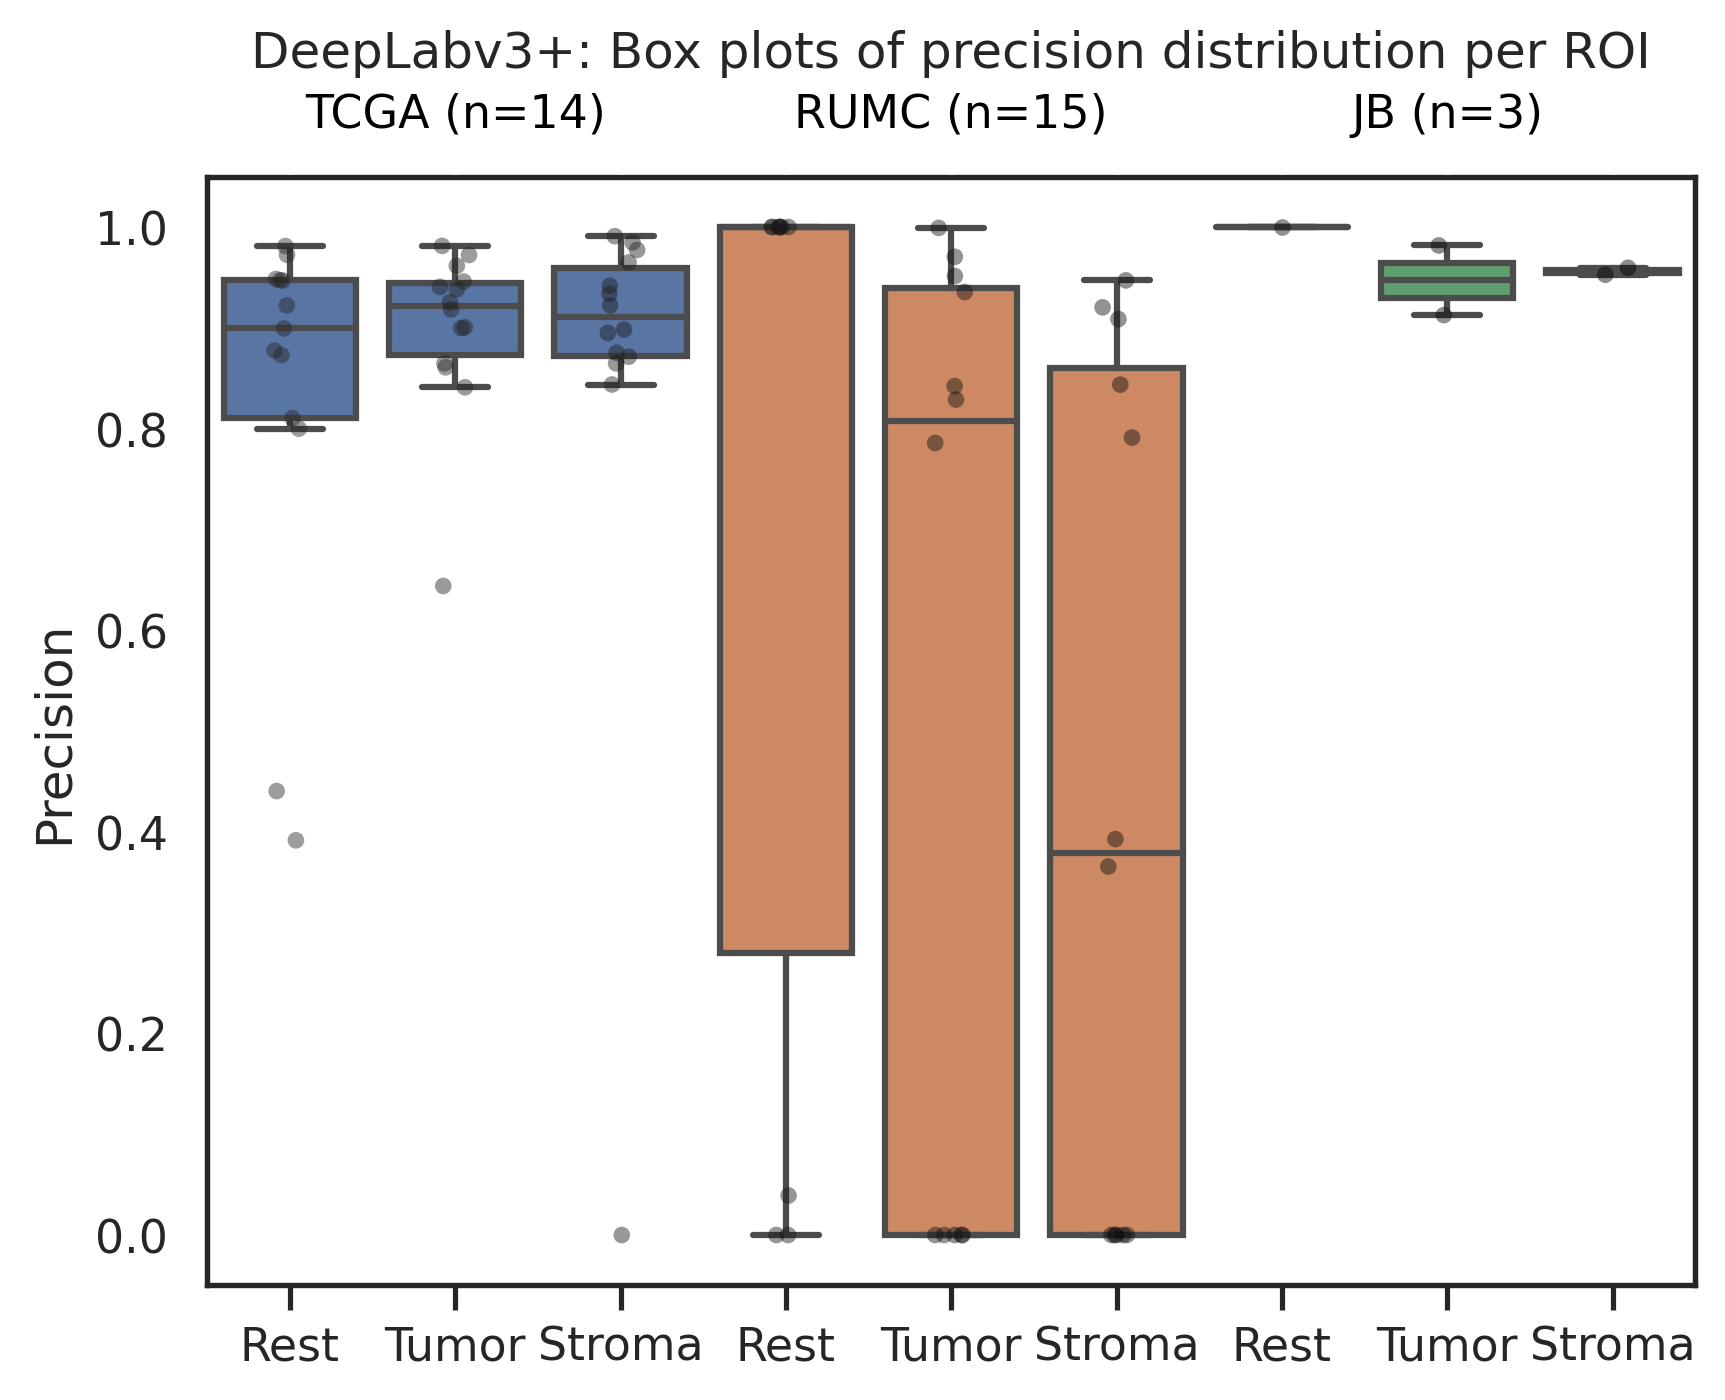 DeepLabv3+: Box plots of precision distribution per ROI
TCGA (n=14) RUMC (n=15) JB (n=3)
Precision
1.0
0.8
0.6
0.4
0.2
0.0
Rest Tumor Stroma Rest Tumor Stroma Rest Tumor Stroma